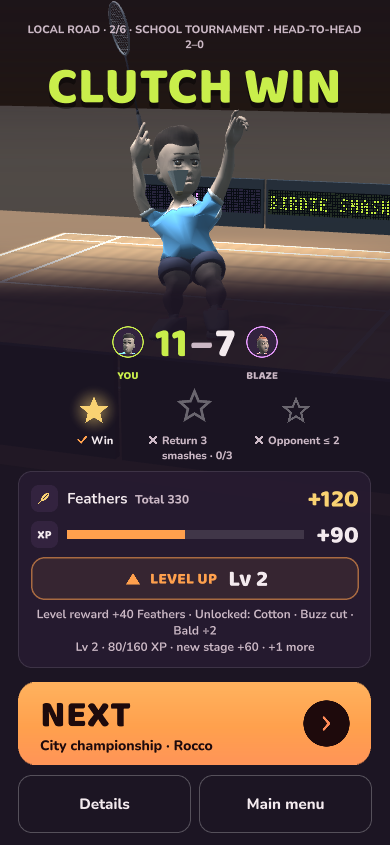 LOCAL ROAD · 2/6 · SCHOOL TOURNAMENT · HEAD-TO-HEAD
2–0
CLUTCH WIN
BIRDIE SMASH
11–7
YOU
BLAZE
Win
Return 3
smashes · 0/3
Opponent ≤ 2
Feathers Total 330 +120
XP +90
LEVEL UP Lv 2
Level reward +40 Feathers · Unlocked: Cotton · Buzz cut ·
Bald +2
Lv 2 · 80/160 XP · new stage +60 · +1 more
NEXT
City championship · Rocco
Details
Main menu